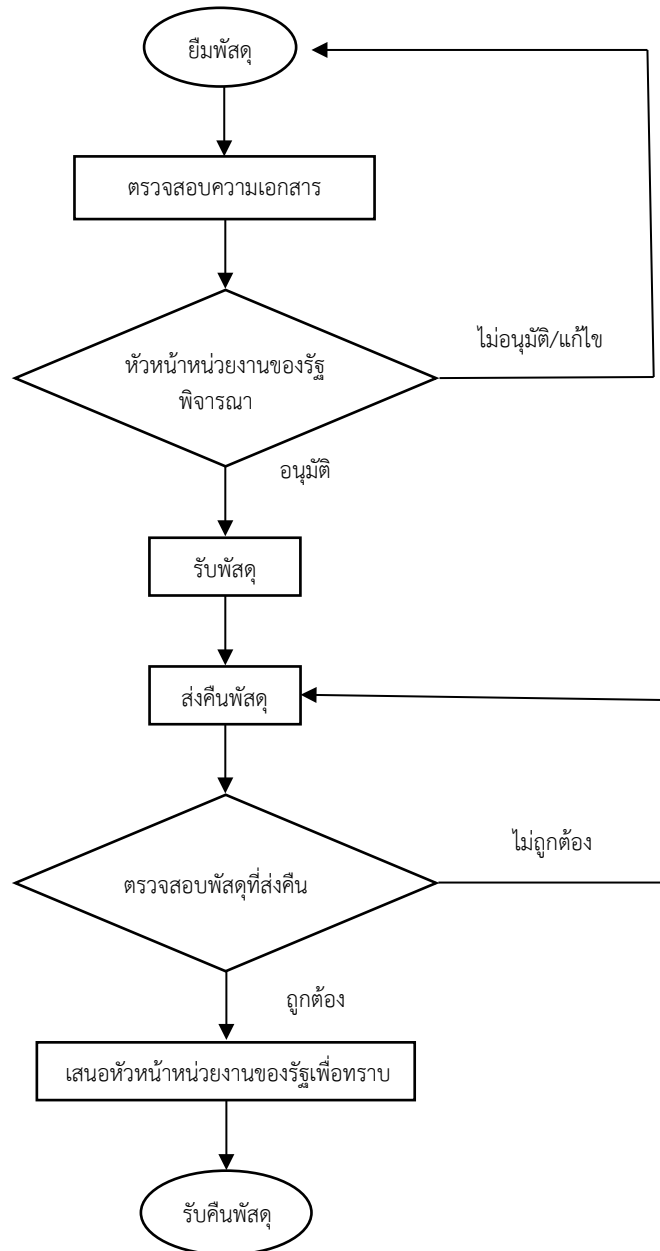 ยืมพัสดุ
ตรวจสอบความเอกสาร
ไม่อนุมัติ/แก้ไข
หัวหน้าหน่วยงานของรัฐ
พิจารณา
อนุมัติ
รับพัสดุ
ส่งคืนพัสดุ
ไม่ถูกต้อง
ตรวจสอบพัสดุที่ส่งคืน
ถูกต้อง
เสนอหัวหน้าหน่วยงานของรัฐเพื่อทราบ
รับคืนพัสดุ